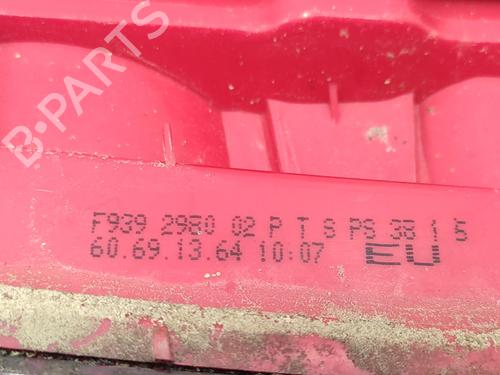 B-PARTS
F939 2980 02 P T S PS 38 1 5
60.69.13.64 10:07 EU